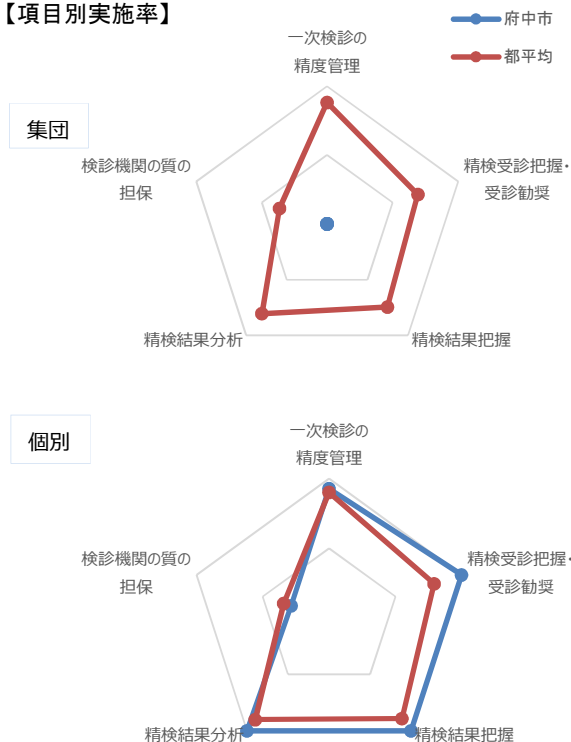 【項目別実施率】
府中市
都平均
集団
一次検診の
精度管理
精検受診把握・
受診勧奨
精検結果把握
精検結果分析
検診機関の質の
担保
個別
一次検診の
精度管理
精検受診把握・
受診勧奨
精検結果把握
精検結果分析
検診機関の質の
担保